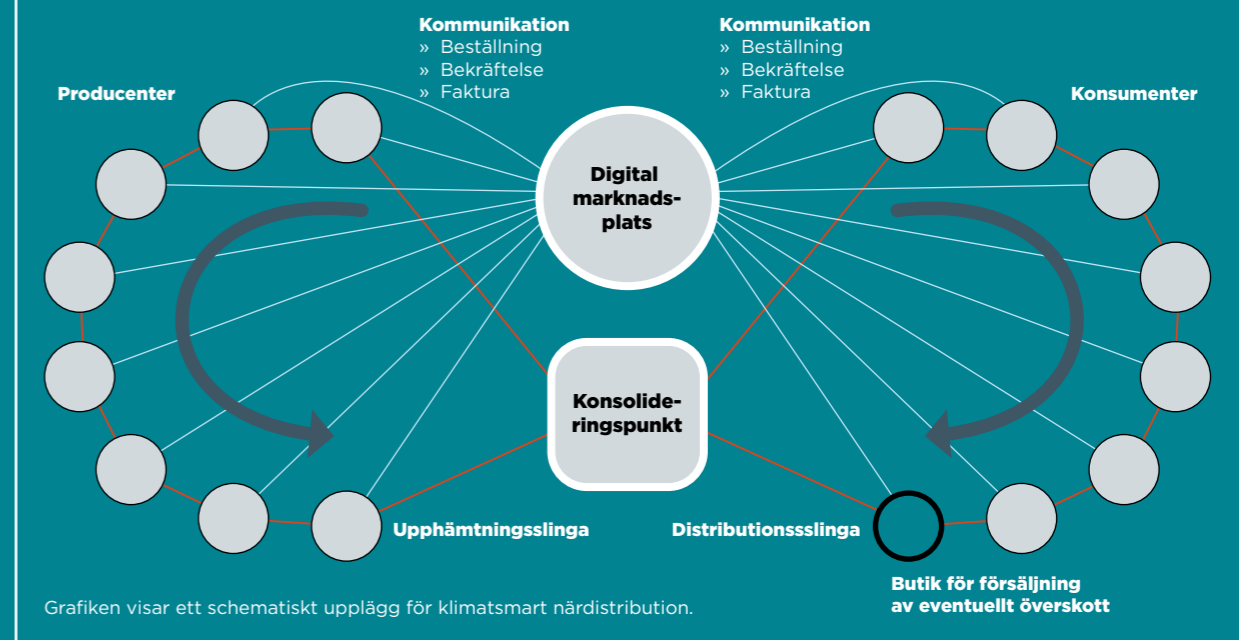 Kommunikation
» Beställning
» Bekräftelse
» Faktura
Kommunikation
» Beställning
» Bekräftelse
» Faktura
Producenter
Konsumenter
Digital
marknads-
plats
Konsolide-
ringspunkt
Upphämtningsslinga
Distributionssslinga
Butik för försäljning
av eventuellt överskott
Grafiken visar ett schematiskt upplägg för klimatsmart närdistribution.